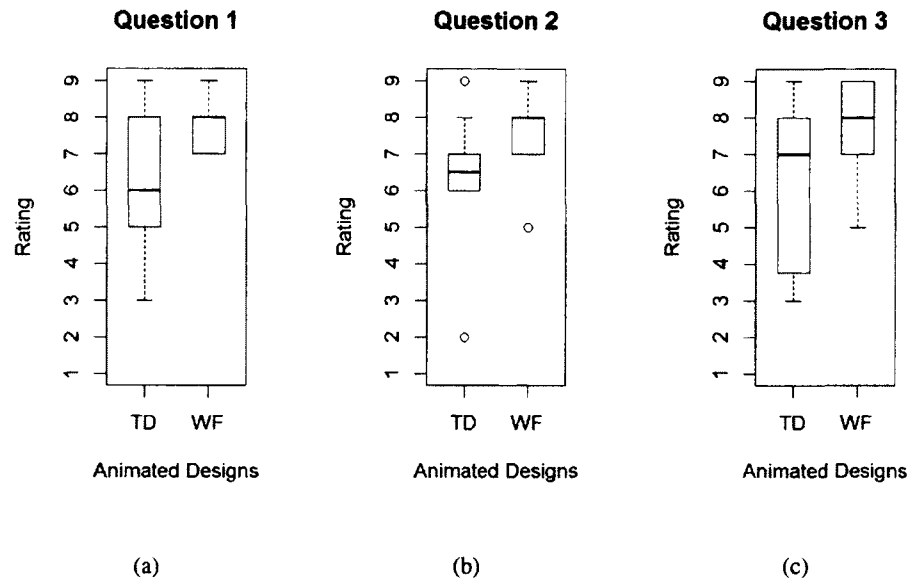 Question 1
Question 2
Question 3
Rating
9
8
7
6
5
4
3
2
1
TD WF
Animated Designs
Rating
9
8
7
6
5
4
3
2
1
TD WF
Animated Designs
Rating
9
8
7
6
5
4
3
2
1
TD WF
Animated Designs
(a)
(b)
(c)